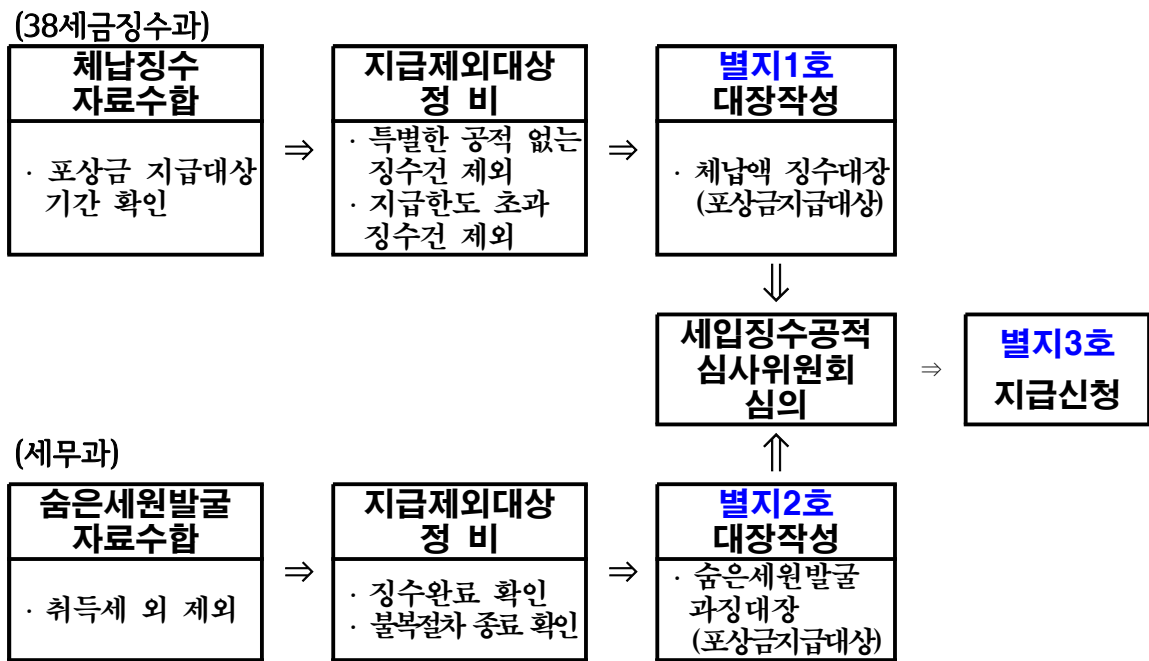 (38세금징수과)
체납징수
자료수합
· 포상금 지급대상
기간 확인
⇒
지급제외대상
정 비
· 특별한 공적 없는
징수건 제외
· 지급한도 초과
징수건 제외
⇒
별지1호
대장작성
· 체납액 징수대장
(포상금지급대상)
⇓
세입징수공적
심사위원회
심의
⇒
별지3호
지급신청
⇑
(세무과)
숨은세원발굴
자료수합
· 취득세 외 제외
⇒
지급제외대상
정 비
· 징수완료 확인
· 불복절차 종료 확인
⇒
별지2호
대장작성
· 숨은세원발굴
과징대장
(포상금지급대상)